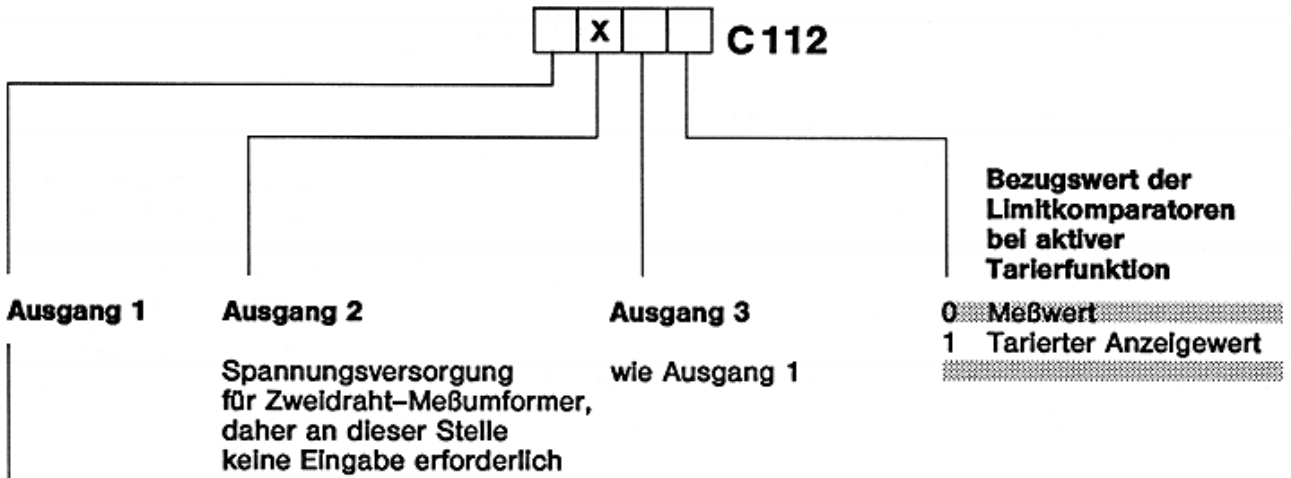 X
C 112
Bezugswert der
Limitkomparatoren
bei aktiver
Tarierfunktion
Ausgang 1
Ausgang 2
Ausgang 3
0 Meßwert
1 Tarierter Anzeigewert
Spannungsversorgung
für Zweidraht–Meßumformer,
daher an dieser Stelle
keine Eingabe erforderlich
wie Ausgang 1